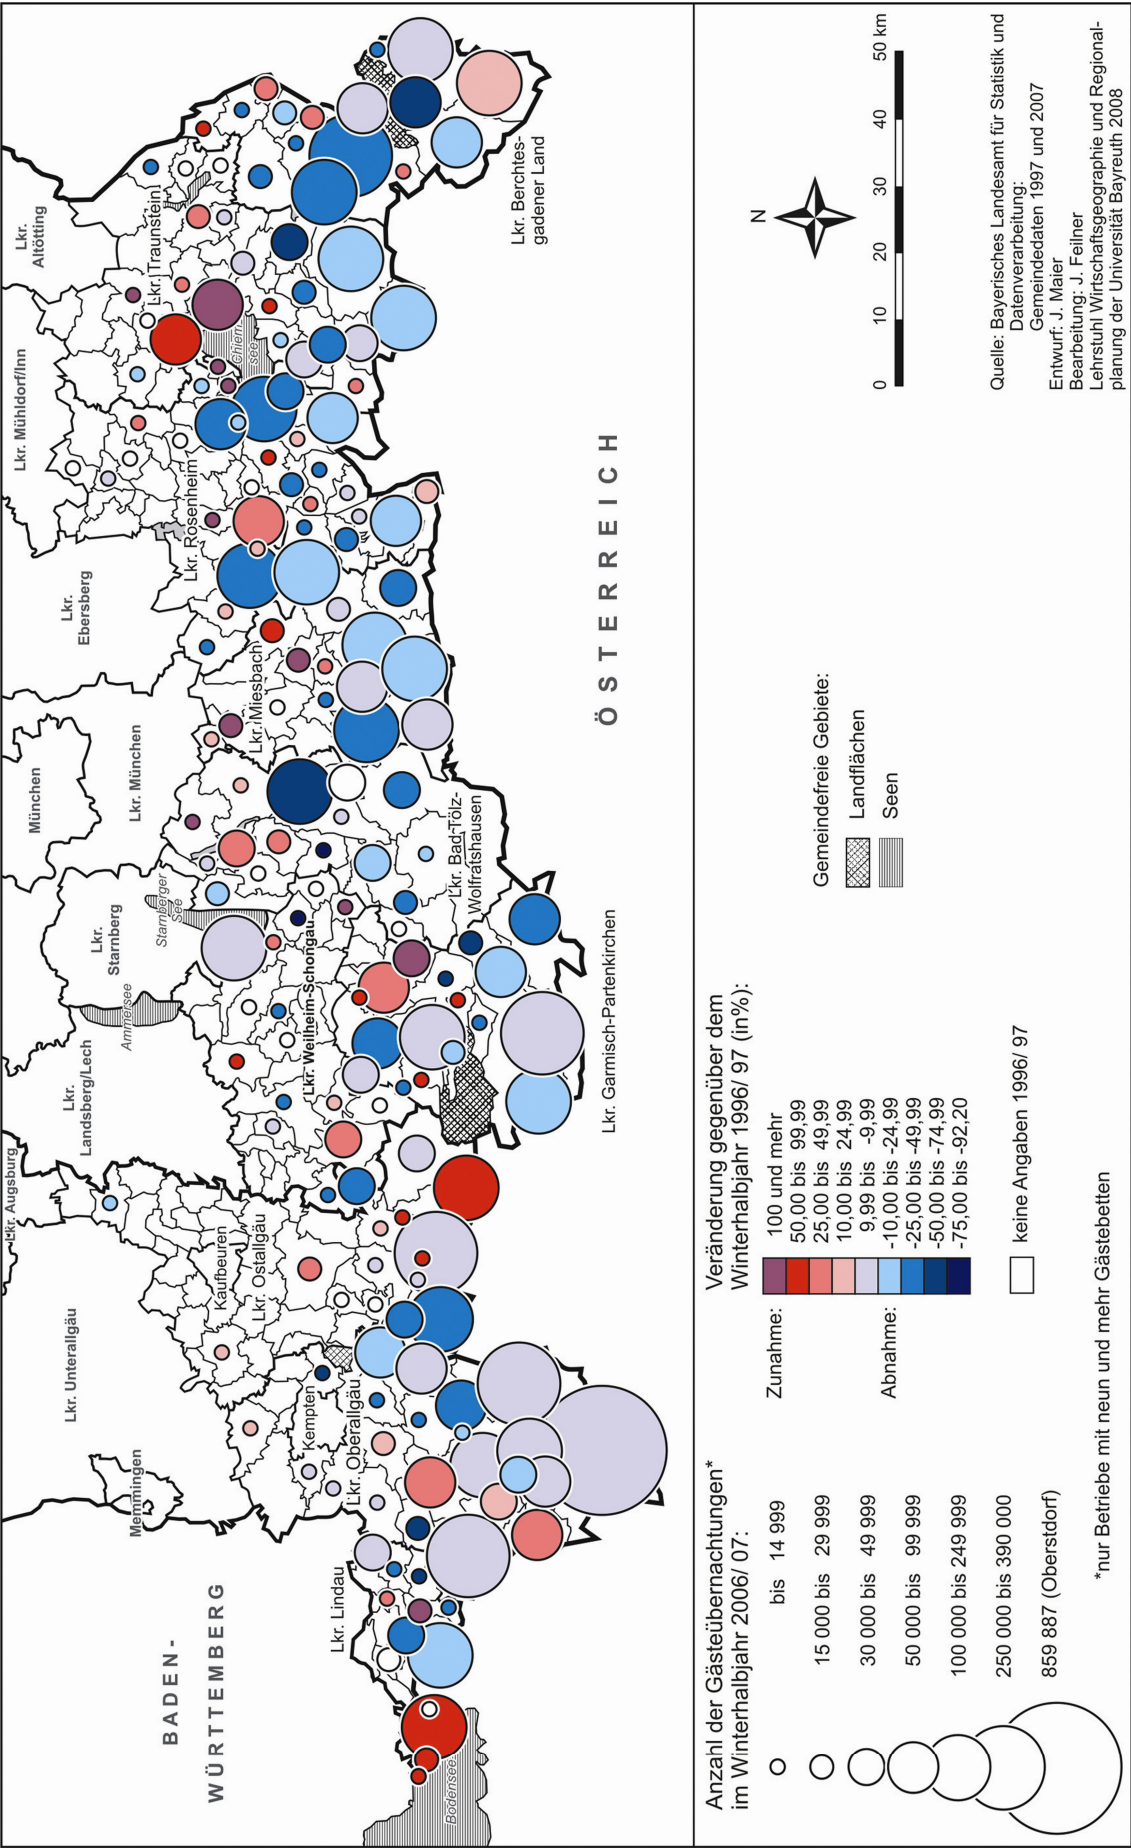 BADEN-
WÜRTTEMBERG
Memmingen
Lkr. Unterallgäu
Lkr. Augsburg
Lkr.
Landsberg/Lech
Ammersee
Lkr.
Starnberg
Starnberger
See
München
Lkr. München
Lkr.
Ebersberg
Lkr. Mühldorf/Inn
Lkr.
Altötting
Bodensee
Lkr. Lindau
Kempten
Lkr. Oberallgäu
Kaufbeuren
Lkr. Ostallgäu
Lkr. Weilheim-Schongau
Lkr. Garmisch-Partenkirchen
Lkr. Bad-Tölz-
Wolfratshausen
Lkr. Miesbach
Lkr. Rosenheim
Chiem-
see
Lkr. Traunstein
Lkr. Berchtes-
gadener Land
ÖSTERREICH
Anzahl der Gästeübernachtungen*
im Winterhalbjahr 2006/ 07:
bis 14 999
15 000 bis 29 999
30 000 bis 49 999
50 000 bis 99 999
100 000 bis 249 999
250 000 bis 390 000
859 887 (Oberstdorf)
*nur Betriebe mit neun und mehr Gästebetten
Veränderung gegenüber dem
Winterhalbjahr 1996/ 97 (in%):
Zunahme:
100 und mehr
50,00 bis 99,99
25,00 bis 49,99
10,00 bis 24,99
9,99 bis -9,99
Abnahme:
-10,00 bis -24,99
-25,00 bis -49,99
-50,00 bis -74,99
-75,00 bis -92,20
keine Angaben 1996/ 97
Gemeindefreie Gebiete:
Landflächen
Seen
N
0 10 20 30 40 50 km
Quelle: Bayerisches Landesamt für Statistik und
Datenverarbeitung:
Gemeindedaten 1997 und 2007
Entwurf: J. Maier
Bearbeitung: J. Feilner
Lehrstuhl Wirtschaftsgeographie und Regional-
planung der Universität Bayreuth 2008